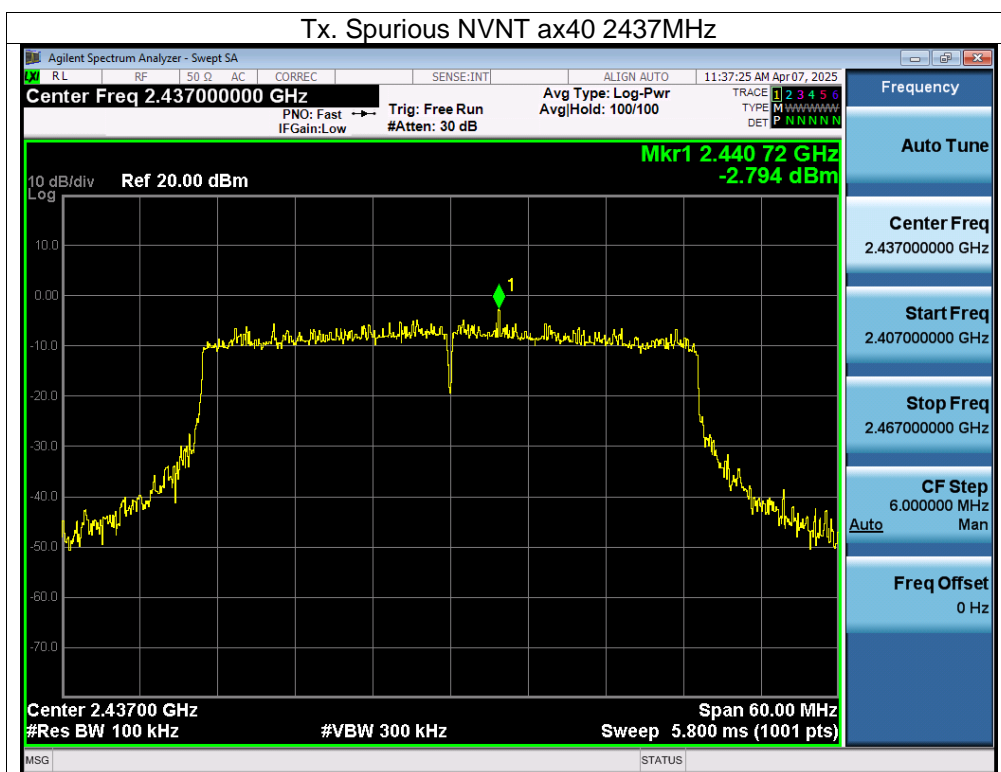 Tx. Spurious NVNT ax40 2437MHz
Agilent Spectrum Analyzer - Swept SA
LXI RL RF 50 Ω AC CORREC SENSE:INT ALIGN AUTO 11:37:25 AM Apr 07, 2025
Center Freq 2.437000000 GHz
PNO: Fast
IFGain:Low
Trig: Free Run
#Atten: 30 dB
Avg Type: Log-Pwr
Avg|Hold: 100/100
TRACE 1 2 3 4 5 6
TYPE M WWWWW
DET P N N N N N
Mkr1 2.440 72 GHz
-2.794 dBm
10 dB/div Ref 20.00 dBm
Log
10.0
0.00
-10.0
-20.0
-30.0
-40.0
-50.0
-60.0
-70.0
1
Center 2.43700 GHz Span 60.00 MHz
#Res BW 100 kHz #VBW 300 kHz Sweep 5.800 ms (1001 pts)
MSG STATUS
Frequency
Auto Tune
Center Freq
2.437000000 GHz
Start Freq
2.407000000 GHz
Stop Freq
2.467000000 GHz
CF Step
6.000000 MHz
Auto Man
Freq Offset
0 Hz